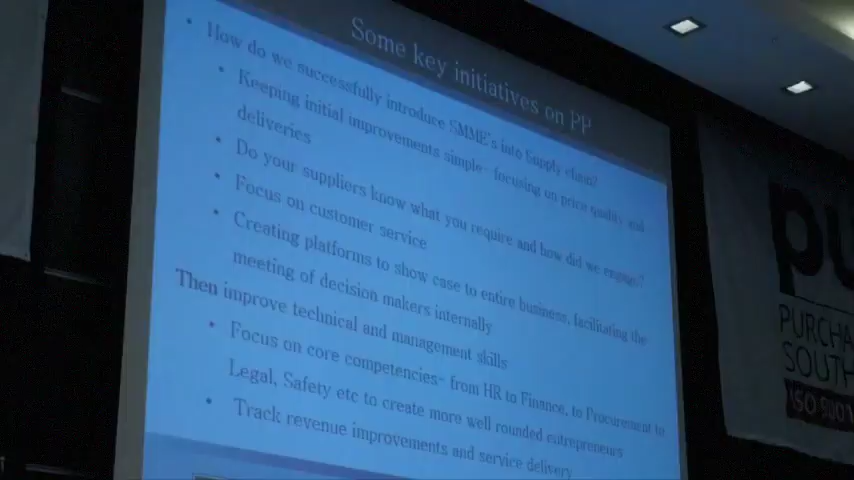 Some key initiatives on PP
• How do we successfully introduce SMME's into Supply chain?
• Keeping initial improvements simple- focusing on price quality and
deliveries
• Do your suppliers know what you require and how did we engage?
• Focus on customer service
• Creating platforms to show case to entire business, facilitating the
meeting of decision makers internally
Then improve technical and management skills
• Focus on core competencies- from HR to Finance, to Procurement to
Legal, Safety etc to create more well rounded entrepreneurs
• Track revenue improvements and service delivery
pu
PURCHA
SOUTH
ISO 900